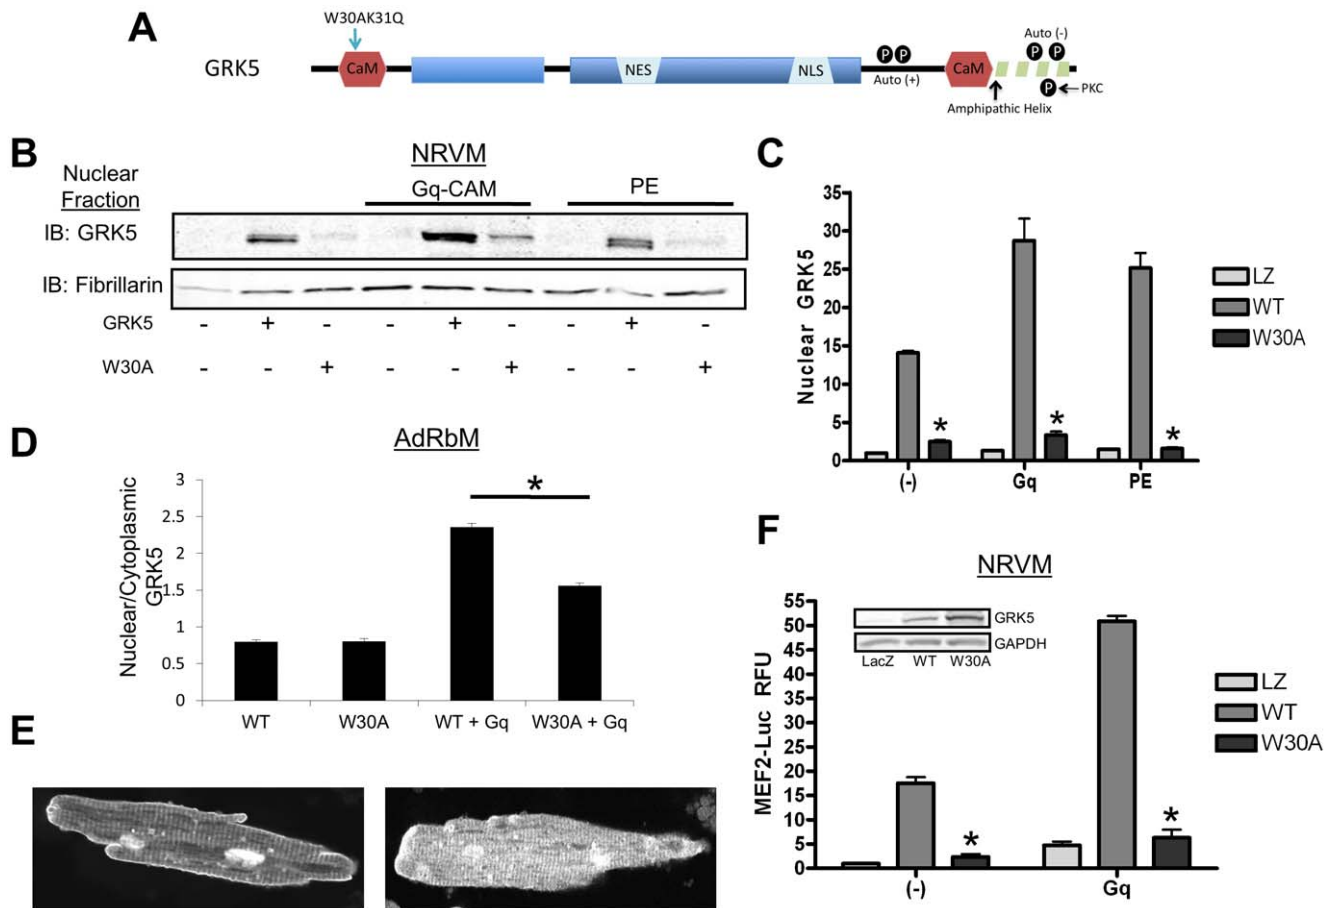 A
W30AK31Q
GRK5
CaM
NES
NLS
P P
Auto (+)
CaM
Auto (-)
P P
P
PKC
Amphipathic Helix
B
Nuclear
Fraction
NRVM
Gq-CAM
PE
IB: GRK5
IB: Fibrillarin
GRK5 - + - - + - - + -
W30A - - + - - + - - +
C
Nuclear GRK5
35
30
25
20
15
10
5
0
* * *
(-) Gq PE
LZ
WT
W30A
D
AdRbM
Nuclear/Cytoplasmic
GRK5
3
2.5
2
1.5
1
0.5
0
*
WT W30A WT + Gq W30A + Gq
E
F
NRVM
MEF2-Luc RFU
55
50
45
40
35
30
25
20
15
10
5
0
GRK5
GAPDH
LacZ WT W30A
* *
(-) Gq
LZ
WT
W30A